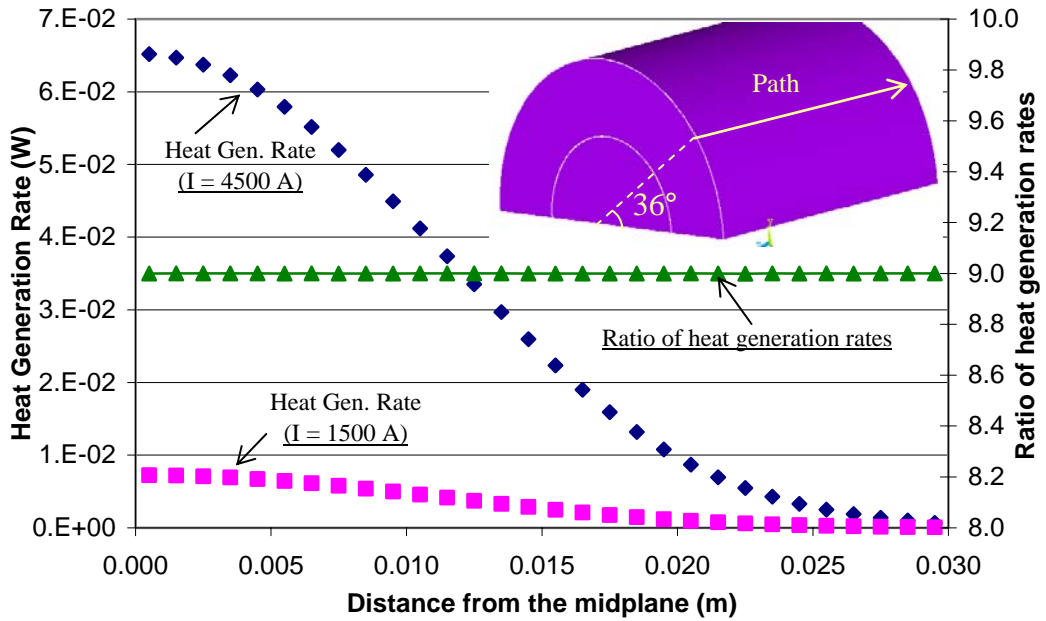 7.E-02
6.E-02
5.E-02
4.E-02
3.E-02
2.E-02
1.E-02
0.E+00
Heat Generation Rate (W)
10.0
9.8
9.6
9.4
9.2
9.0
8.8
8.6
8.4
8.2
8.0
Ratio of heat generation rates
Path
36°
Heat Gen. Rate
(I = 4500 A)
Ratio of heat generation rates
Heat Gen. Rate
(I = 1500 A)
0.000
0.005
0.010
0.015
0.020
0.025
0.030
Distance from the midplane (m)